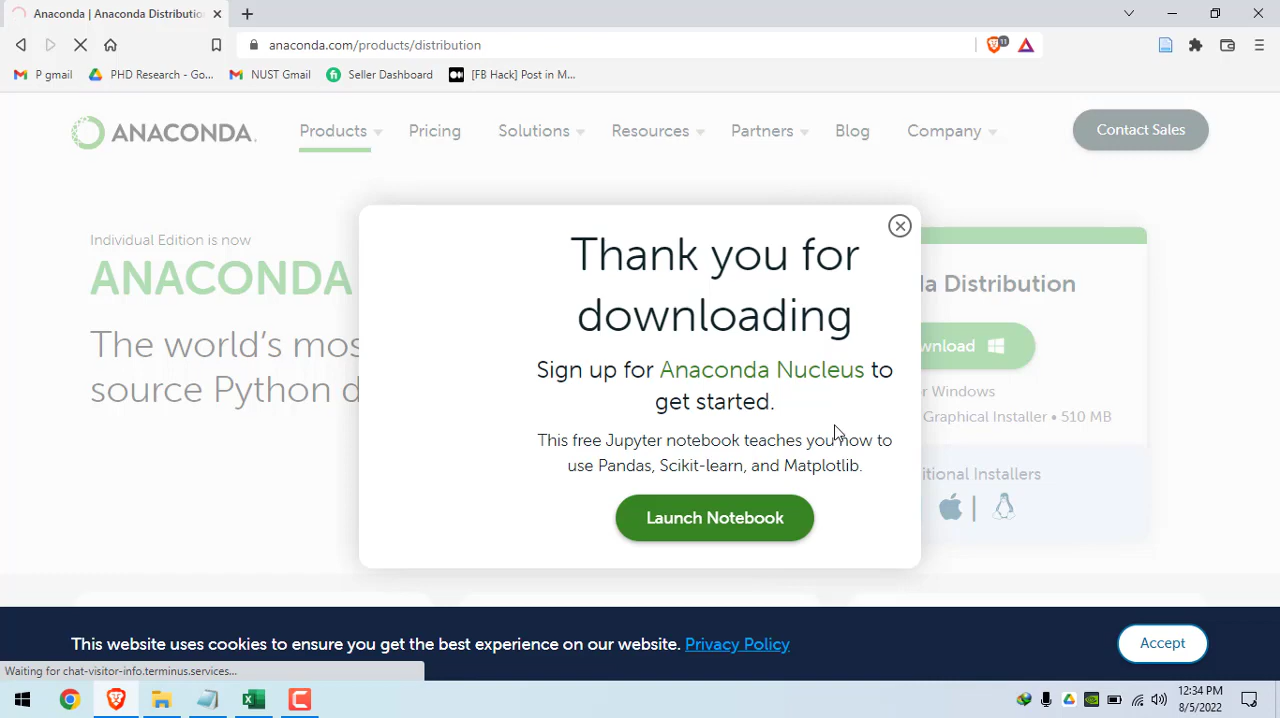 Anaconda | Anaconda Distributio
anaconda.com/products/distribution
11
P gmail
PHD Research - Go...
NUST Gmail
Seller Dashboard
[FB Hack] Post in M...
ANACONDA.
Products
Pricing
Solutions
Resources
Partners
Blog
Company
Contact Sales
Individual Edition is now
ANACONDA
The world's mos
source Python d
Thank you for
downloading
Sign up for Anaconda Nucleus to
get started.
This free Jupyter notebook teaches you how to
use Pandas, Scikit-learn, and Matplotlib.
Launch Notebook
da Distribution
wnload
r Windows
Graphical Installer • 510 MB
itional Installers
This website uses cookies to ensure you get the best experience on our website. Privacy Policy
Accept
Waiting for chat-visitor-info.terminus.services...
12:34 PM
8/5/2022